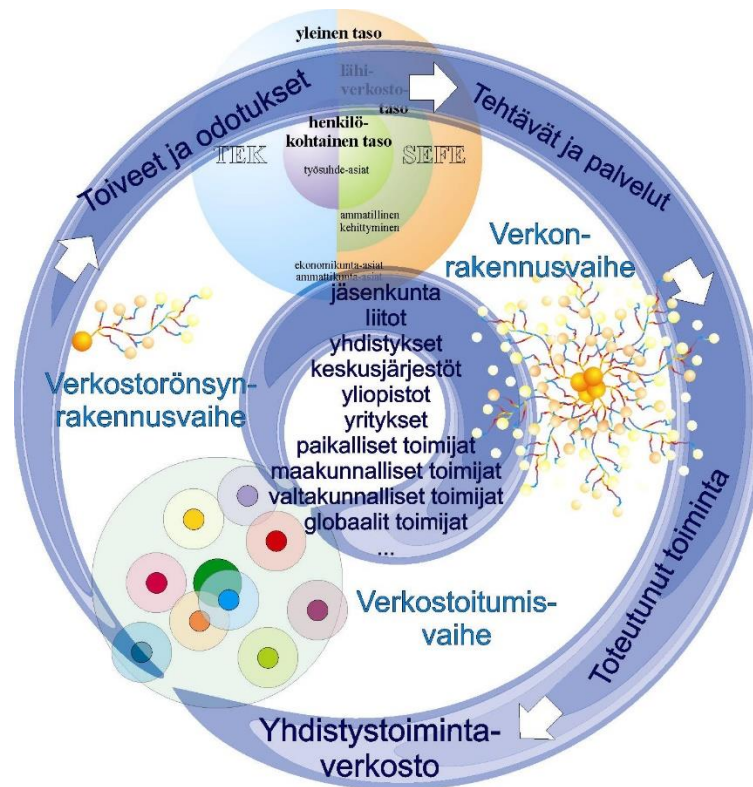 yleinen taso
lähi-
verkosto-
taso
henkilö-
kohtainen taso
TEK
SEFE
työsuhde-asiat
ammatillinen
kehittyminen
ekonomikunta-asiat
ammattikunta-asiat
Toiveet ja odotukset
Tehtävät ja palvelut
Verkon-
rakennusvaihe
jäsenkunta
liitot
yhdistykset
keskusjärjestöt
yliopistot
yritykset
paikalliset toimijat
maakunnalliset toimijat
valtakunnalliset toimijat
globaalit toimijat
...
Verkostorönsyn-
rakennusvaihe
Verkostoitumis-
vaihe
Toteutunut toiminta
Yhdistystoiminta-
verkosto